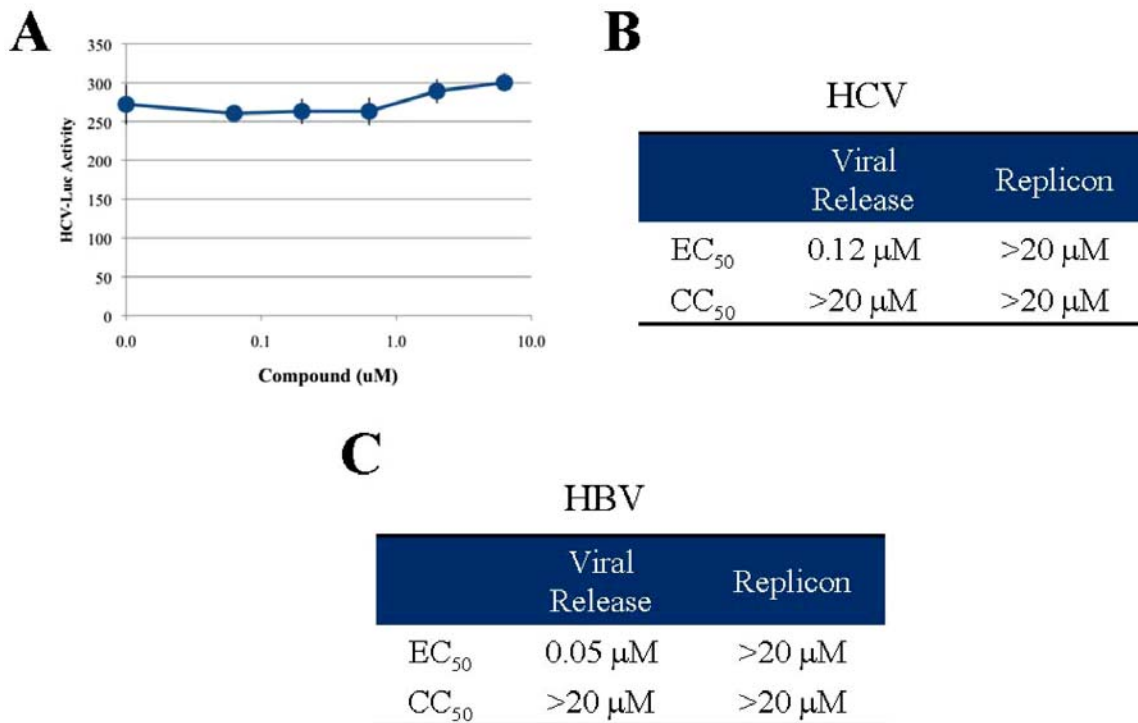 A
350
300
250
200
150
100
50
0
HCV-Luc Activity
0.0 0.1 1.0 10.0
Compound (uM)
B
HCV
Viral Release Replicon
EC50 0.12 μM >20 μM
CC50 >20 μM >20 μM
C
HBV
Viral Release Replicon
EC50 0.05 μM >20 μM
CC50 >20 μM >20 μM